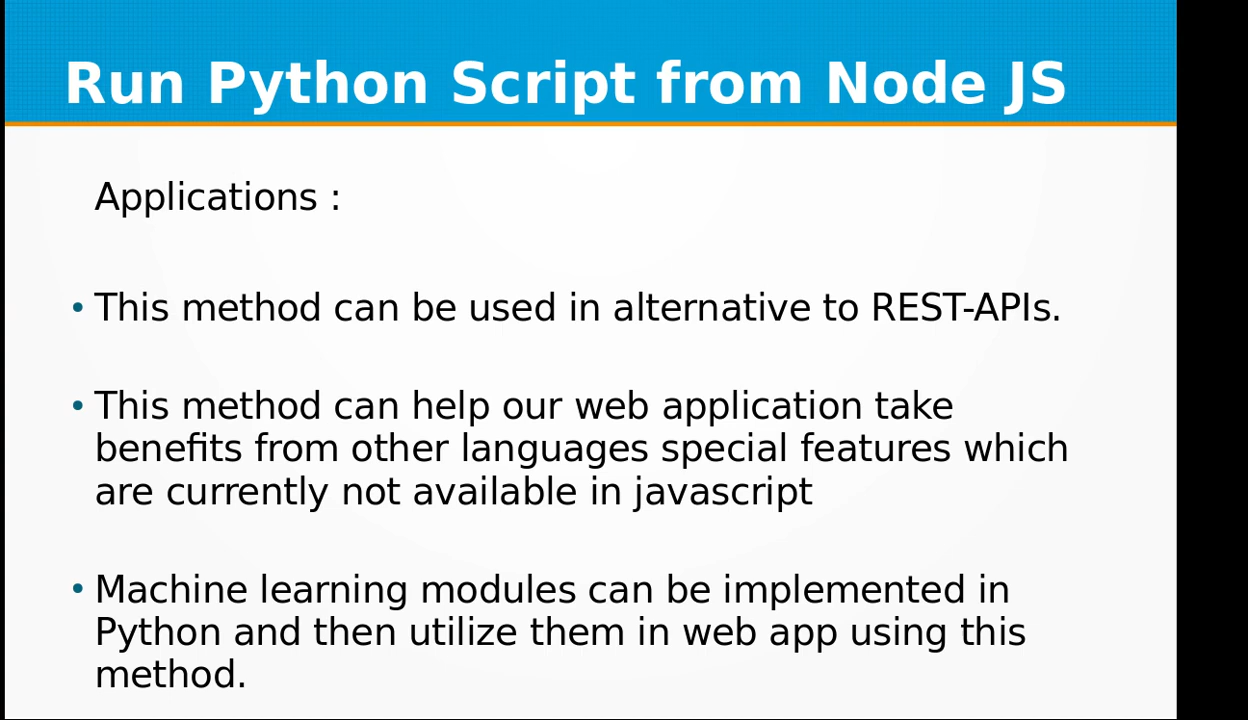 Run Python Script from Node JS
Applications :
• This method can be used in alternative to REST-APIs.
• This method can help our web application take
benefits from other languages special features which
are currently not available in javascript
• Machine learning modules can be implemented in
Python and then utilize them in web app using this
method.